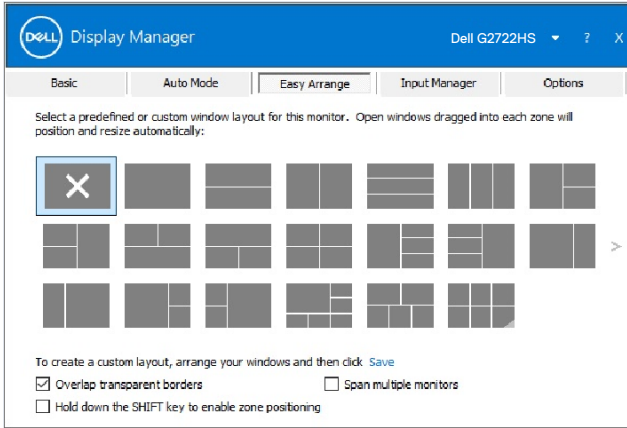 DELL Display Manager Dell G2722HS ? X
Basic Auto Mode Easy Arrange Input Manager Options
Select a predefined or custom window layout for this monitor. Open windows dragged into each zone will
position and resize automatically:
>
To create a custom layout, arrange your windows and then click Save
Overlap transparent borders Span multiple monitors
Hold down the SHIFT key to enable zone positioning